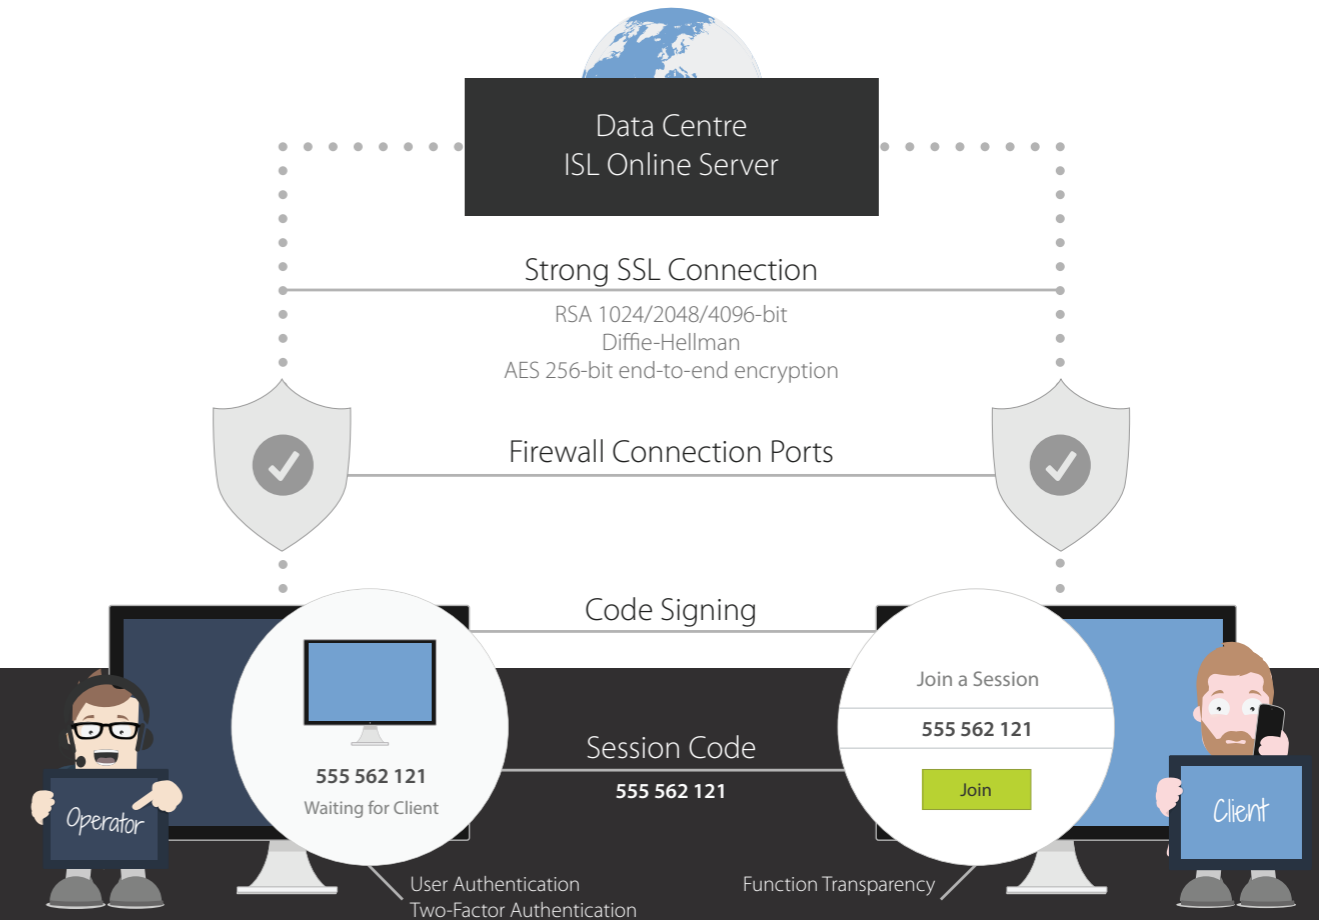 Data Centre
ISL Online Server
Strong SSL Connection
RSA 1024/2048/4096-bit
Diffie-Hellman
AES 256-bit end-to-end encryption
Firewall Connection Ports
Code Signing
Join a Session
555 562 121
Join
Session Code
555 562 121
555 562 121
Waiting for Client
Operator
Client
User Authentication
Two-Factor Authentication
Function Transparency